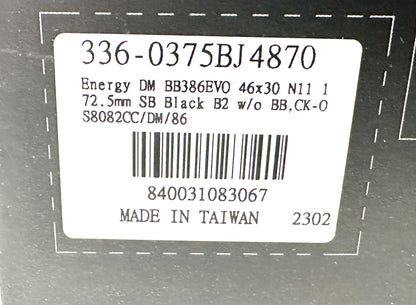 336-0375BJ4870
Energy DM BB386EVO 46x30 N11 1
72.5mm SB Black B2 w/o BB,CK-O
S8082CC/DM/86
840031083067
MADE IN TAIWAN 2302